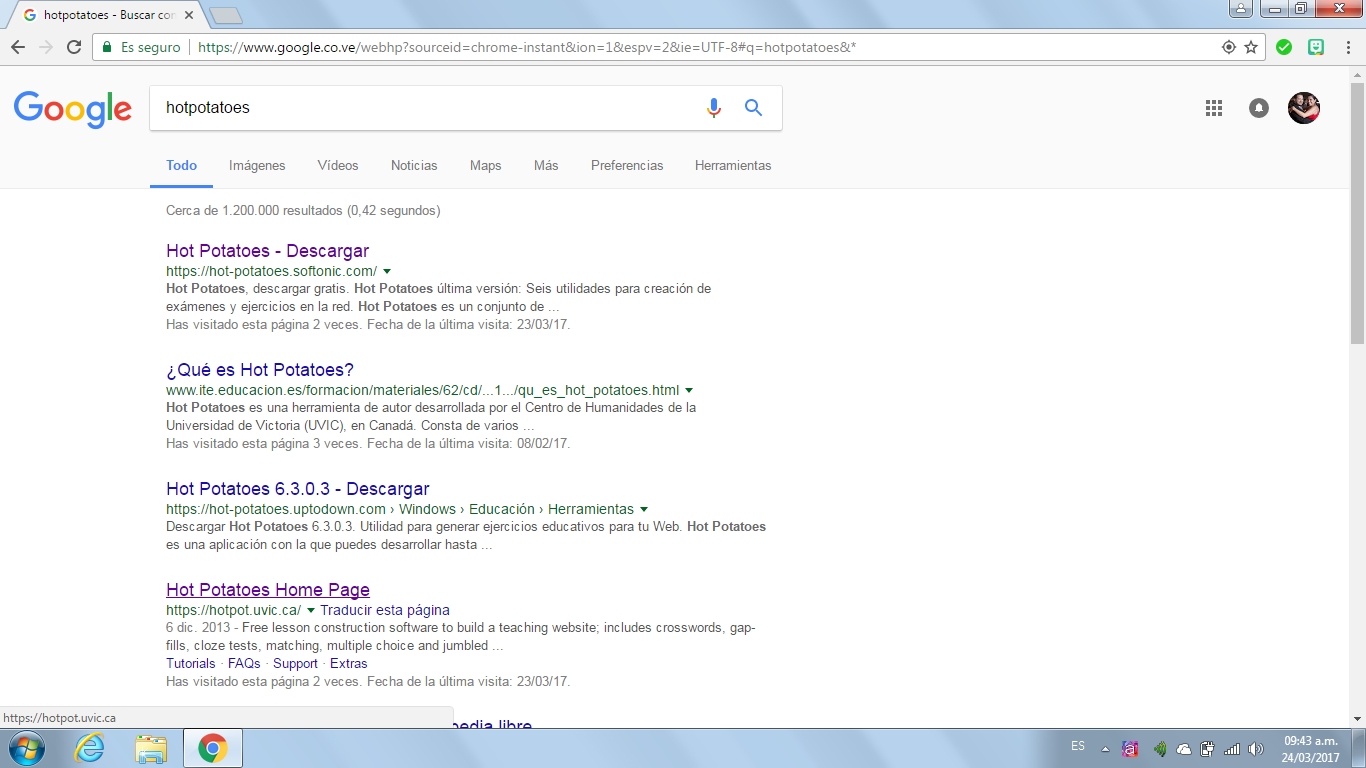 hotpotatoes - Buscar con
Es seguro
https://www.google.co.ve/webhp?sourceid=chrome-instant&ion=1&espv=2&ie=UTF-8#q=hotpotatoes&*
Google
hotpotatoes
Todo Imágenes Vídeos Noticias Maps Más Preferencias Herramientas
Cerca de 1.200.000 resultados (0,42 segundos)
Hot Potatoes - Descargar
https://hot-potatoes.softonic.com/
Hot Potatoes, descargar gratis. Hot Potatoes última versión: Seis utilidades para creación de
exámenes y ejercicios en la red. Hot Potatoes es un conjunto de ...
Has visitado esta página 2 veces. Fecha de la última visita: 23/03/17.
¿Qué es Hot Potatoes?
www.ite.educacion.es/formacion/materiales/62/cd/...1.../qu_es_hot_potatoes.html
Hot Potatoes es una herramienta de autor desarrollada por el Centro de Humanidades de la
Universidad de Victoria (UVIC), en Canadá. Consta de varios ...
Has visitado esta página 3 veces. Fecha de la última visita: 08/02/17.
Hot Potatoes 6.3.0.3 - Descargar
https://hot-potatoes.uptodown.com › Windows › Educación › Herramientas
Descargar Hot Potatoes 6.3.0.3. Utilidad para generar ejercicios educativos para tu Web. Hot Potatoes
es una aplicación con la que puedes desarrollar hasta ...
Hot Potatoes Home Page
https://hotpot.uvic.ca/ Traducir esta página
6 dic. 2013 - Free lesson construction software to build a teaching website; includes crosswords, gap-
fills, cloze tests, matching, multiple choice and jumbled ...
Tutorials · FAQs · Support · Extras
Has visitado esta página 2 veces. Fecha de la última visita: 23/03/17.
pedia libre
https://hotpot.uvic.ca
ES
09:43 a.m.
24/03/2017